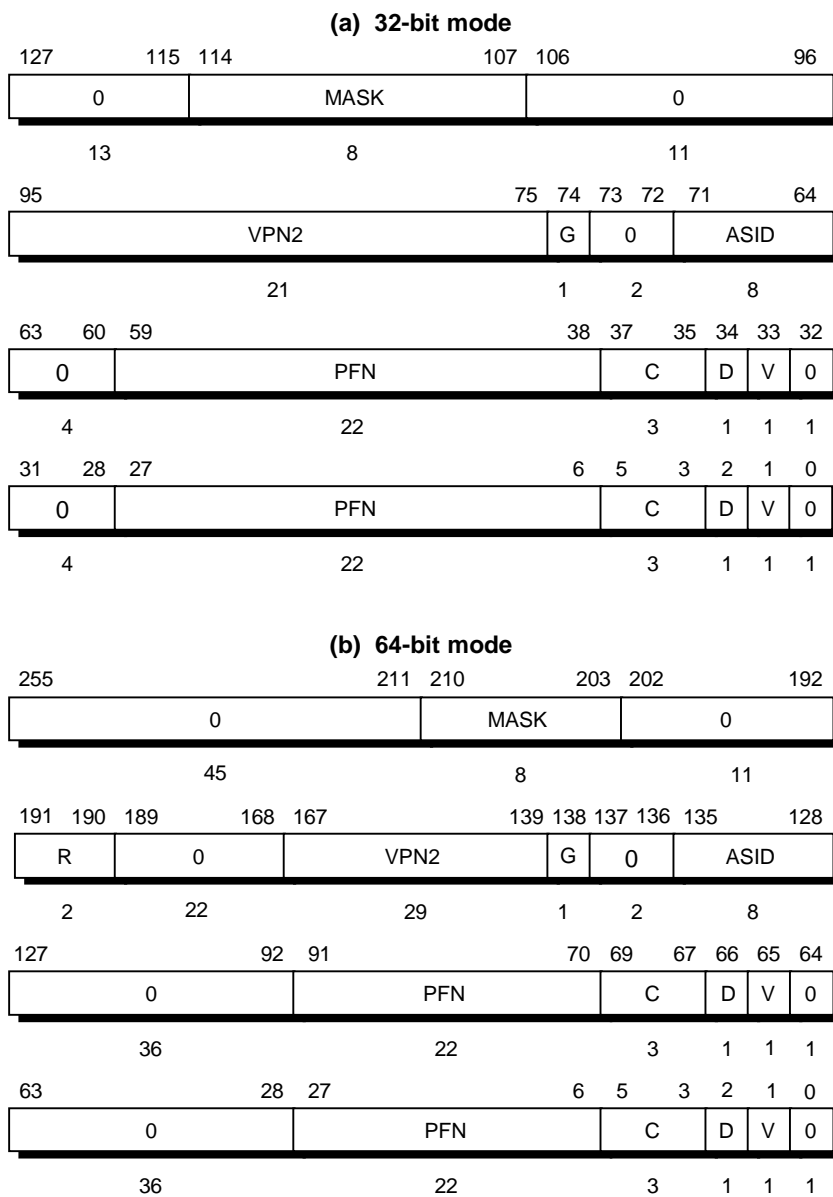 (a) 32-bit mode
127 115 114 107 106 96
0 MASK 0
13 8 11
95 75 74 73 72 71 64
VPN2 G 0 ASID
21 1 2 8
63 60 59 38 37 35 34 33 32
0 PFN C D V 0
4 22 3 1 1 1
31 28 27 6 5 3 2 1 0
0 PFN C D V 0
4 22 3 1 1 1
(b) 64-bit mode
255 211 210 203 202 192
0 MASK 0
45 8 11
191 190 189 168 167 139 138 137 136 135 128
R 0 VPN2 G 0 ASID
2 22 29 1 2 8
127 92 91 70 69 67 66 65 64
0 PFN C D V 0
36 22 3 1 1 1
63 28 27 6 5 3 2 1 0
0 PFN C D V 0
36 22 3 1 1 1